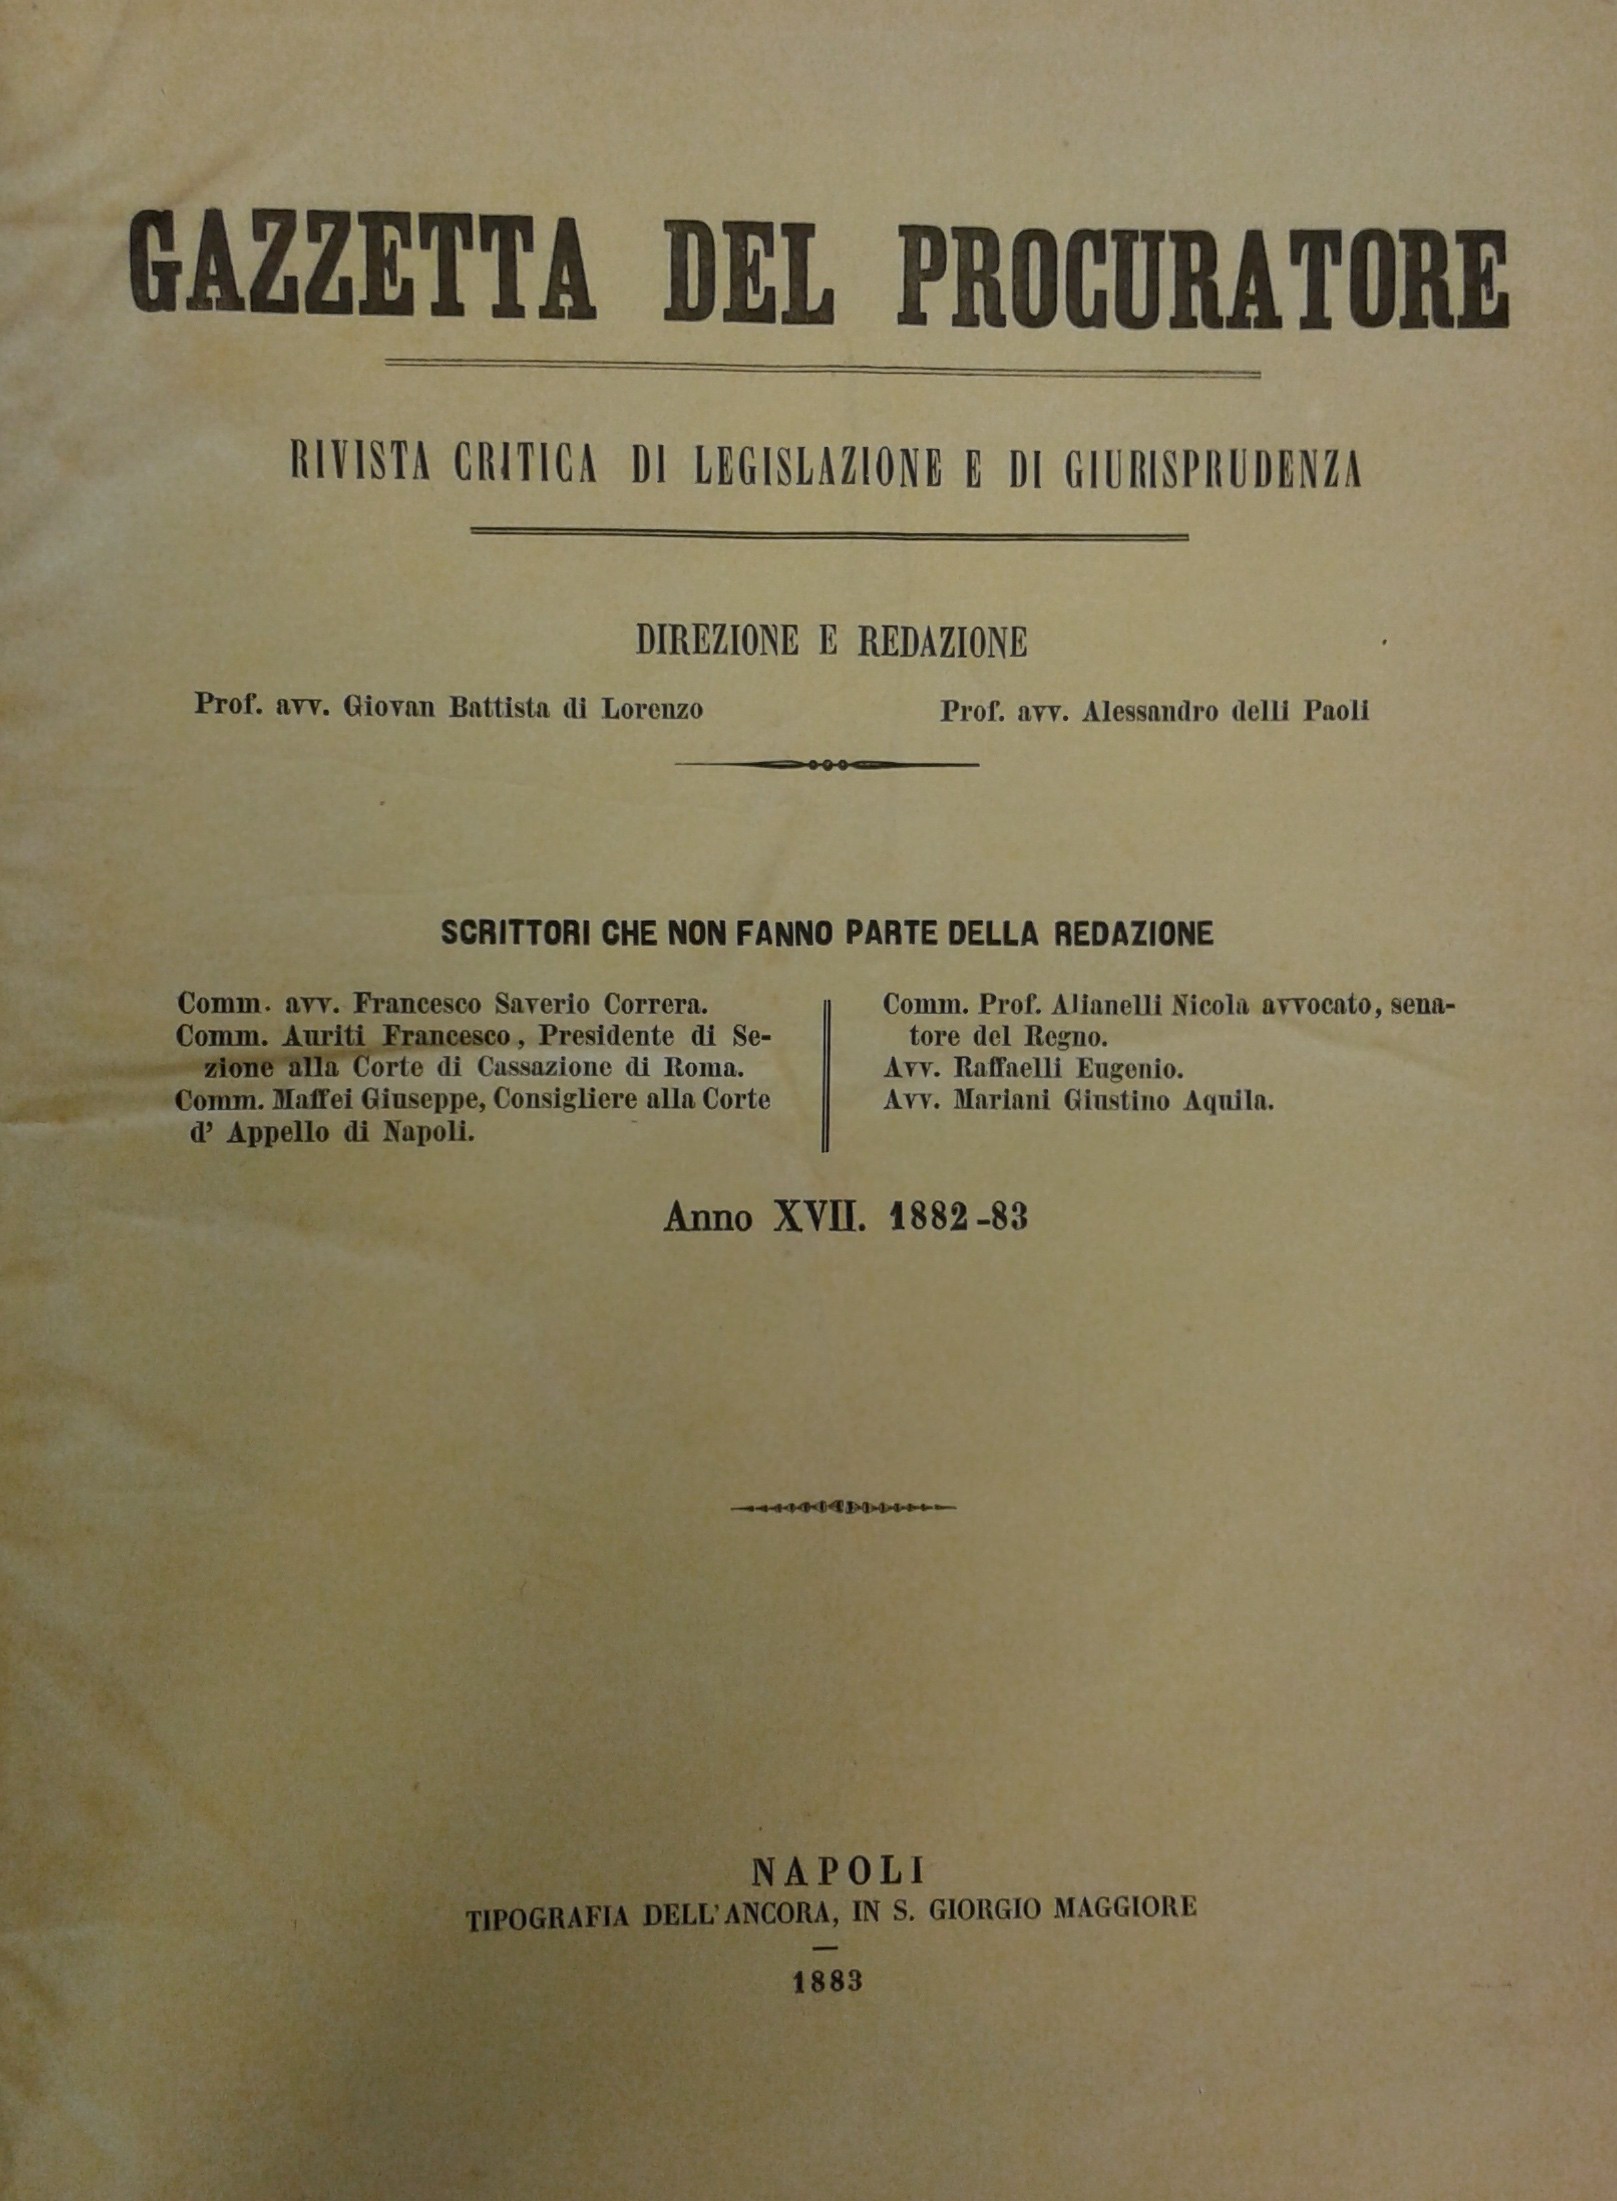 GAZZETTA DEL PROCURATORE
RIVISTA CRITICA DI LEGISLAZIONE E DI GIURISPRUDENZA
DIREZIONE E REDAZIONE
Prof. avv. Giovan Battista di Lorenzo
Prof. avv. Alessandro delli Paoli
SCRITTORI CHE NON FANNO PARTE DELLA REDAZIONE
Comm. avv. Francesco Saverio Correra.
Comm. Auriti Francesco, Presidente di Se-
zione alla Corte di Cassazione di Roma.
Comm. Maffei Giuseppe, Consigliere alla Corte
d' Appello di Napoli.
Comm. Prof. Alianelli Nicola avvocato, sena-
tore del Regno.
Avv. Raffaelli Eugenio.
Avv. Mariani Giustino Aquila.
Anno XVII. 1882-83
NAPOLI
TIPOGRAFIA DELL'ANCORA, IN S. GIORGIO MAGGIORE
1883